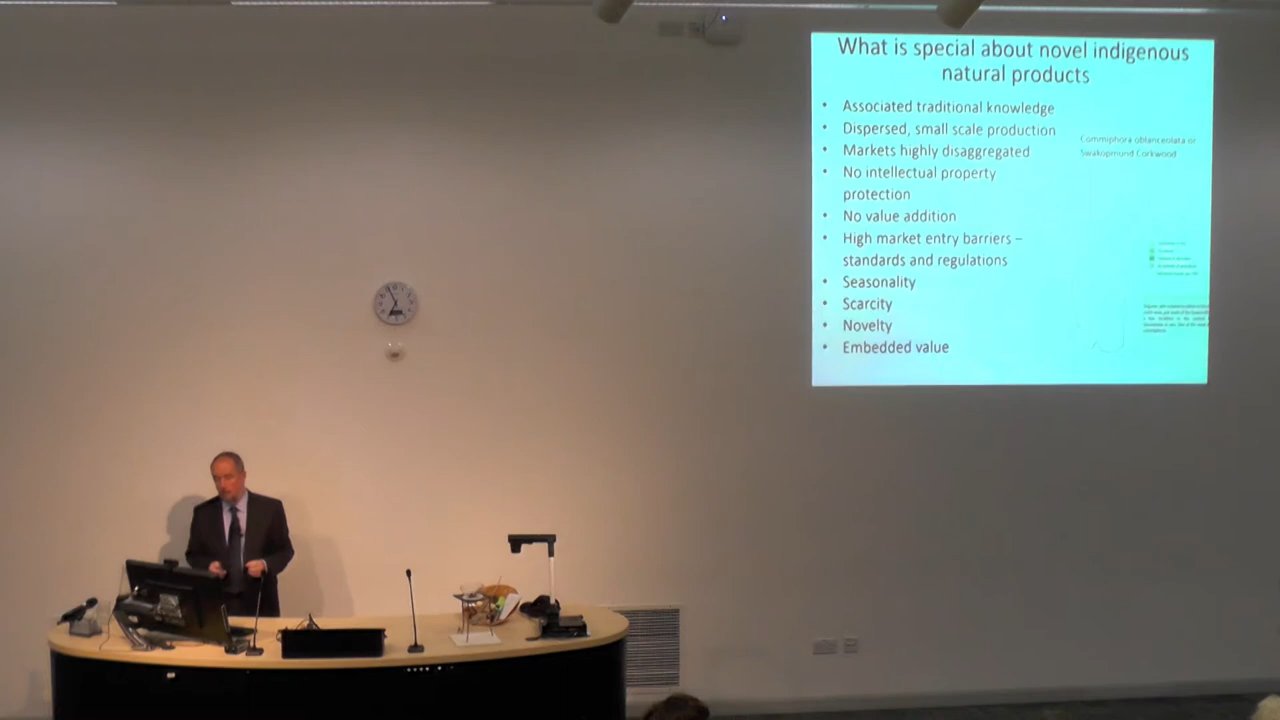 What is special about novel indigenous
natural products
• Associated traditional knowledge
• Dispersed, small scale production
• Markets highly disaggregated
• No intellectual property
protection
• No value addition
• High market entry barriers –
standards and regulations
• Seasonality
• Scarcity
• Novelty
• Embedded value
Commiphora oblanceolata or
Swakopmund Corkwood